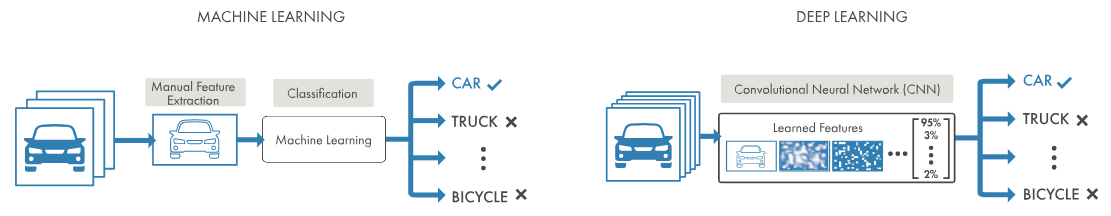 MACHINE LEARNING
Manual Feature
Extraction
Classification
Machine Learning
CAR
TRUCK
BICYCLE
DEEP LEARNING
Convolutional Neural Network (CNN)
Learned Features
95%
3%
2%
CAR
TRUCK
BICYCLE